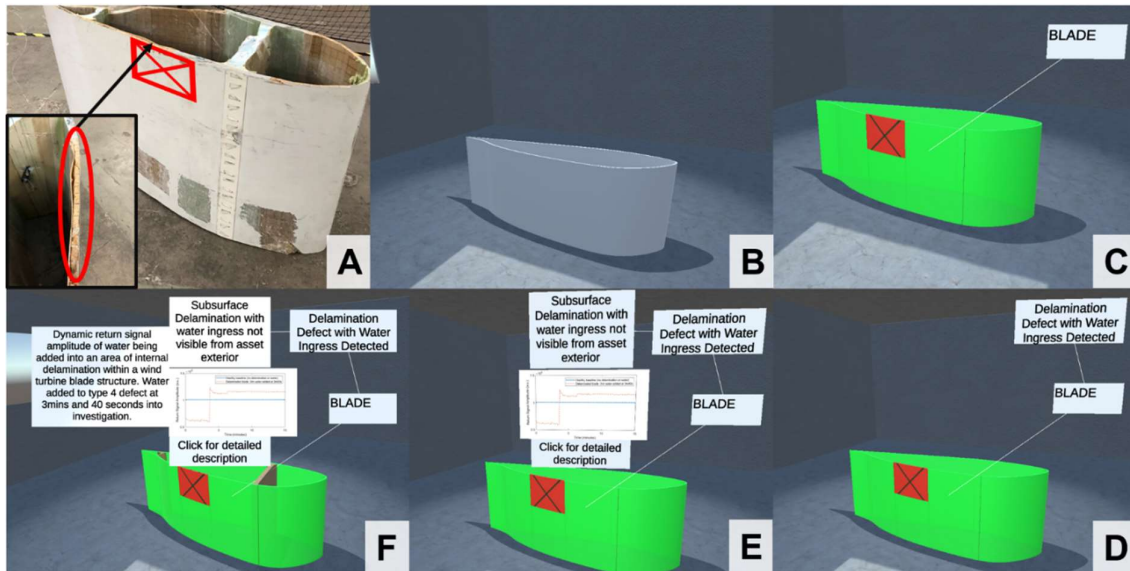 A
B
BLADE
C
Dynamic return signal
amplitude of water being
added into an area of internal
delamination within a wind
turbine blade structure. Water
added to type 4 defect at
3mins and 40 seconds into
investigation.
Subsurface
Delamination with
water ingress not
visible from asset
exterior
Click for detailed
description
Delamination
Defect with Water
Ingress Detected
BLADE
F
Subsurface
Delamination with
water ingress not
visible from asset
exterior
Click for detailed
description
Delamination
Defect with Water
Ingress Detected
BLADE
E
Delamination
Defect with Water
Ingress Detected
BLADE
D